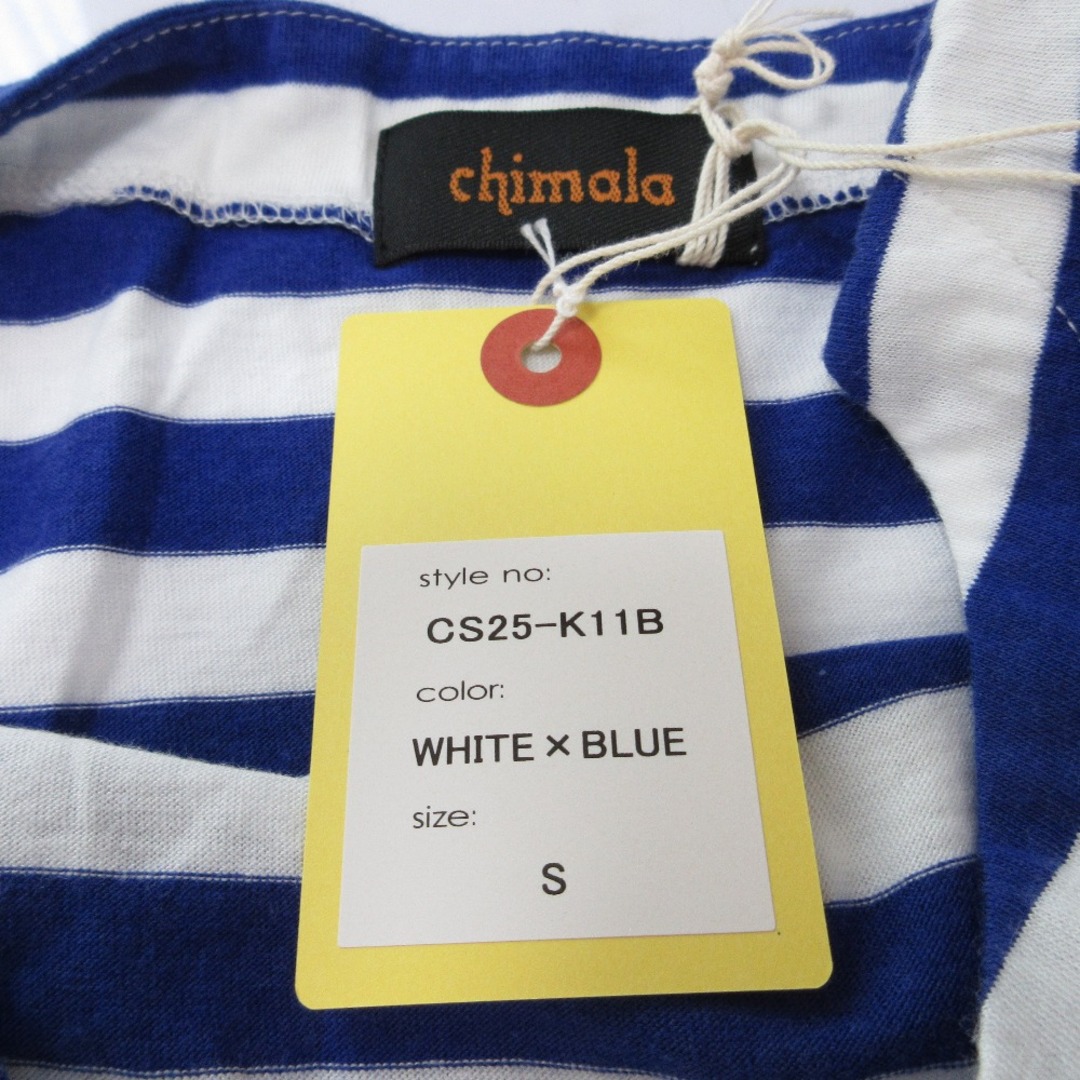 chimala
style no:
CS25-K11B
color:
WHITE×BLUE
size:
S